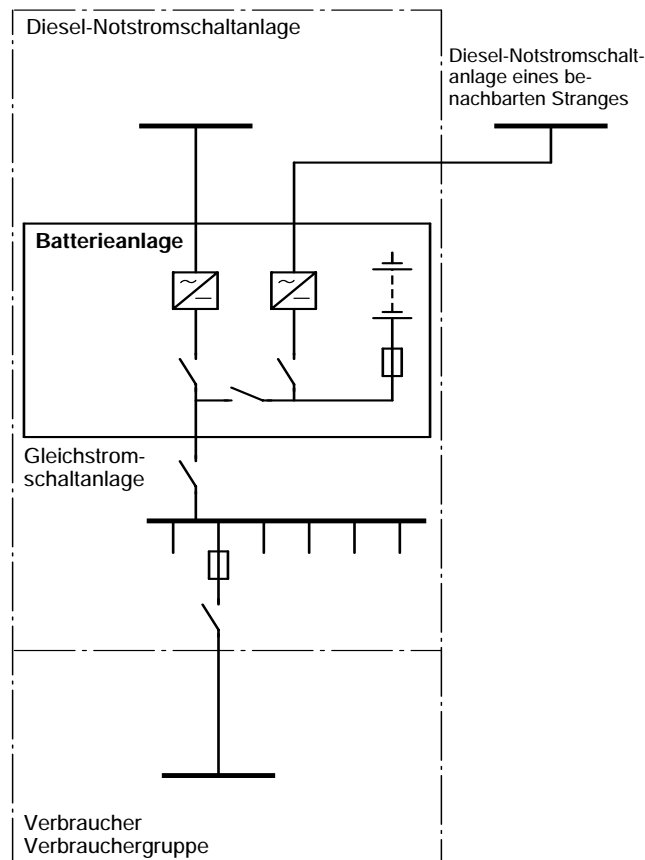 Diesel-Notstromschaltanlage
Diesel-Notstromschalt-
anlage eines be-
nachbarten Stranges
Batterieanlage
Gleichstrom-
schaltanlage
Verbraucher
Verbrauchergruppe